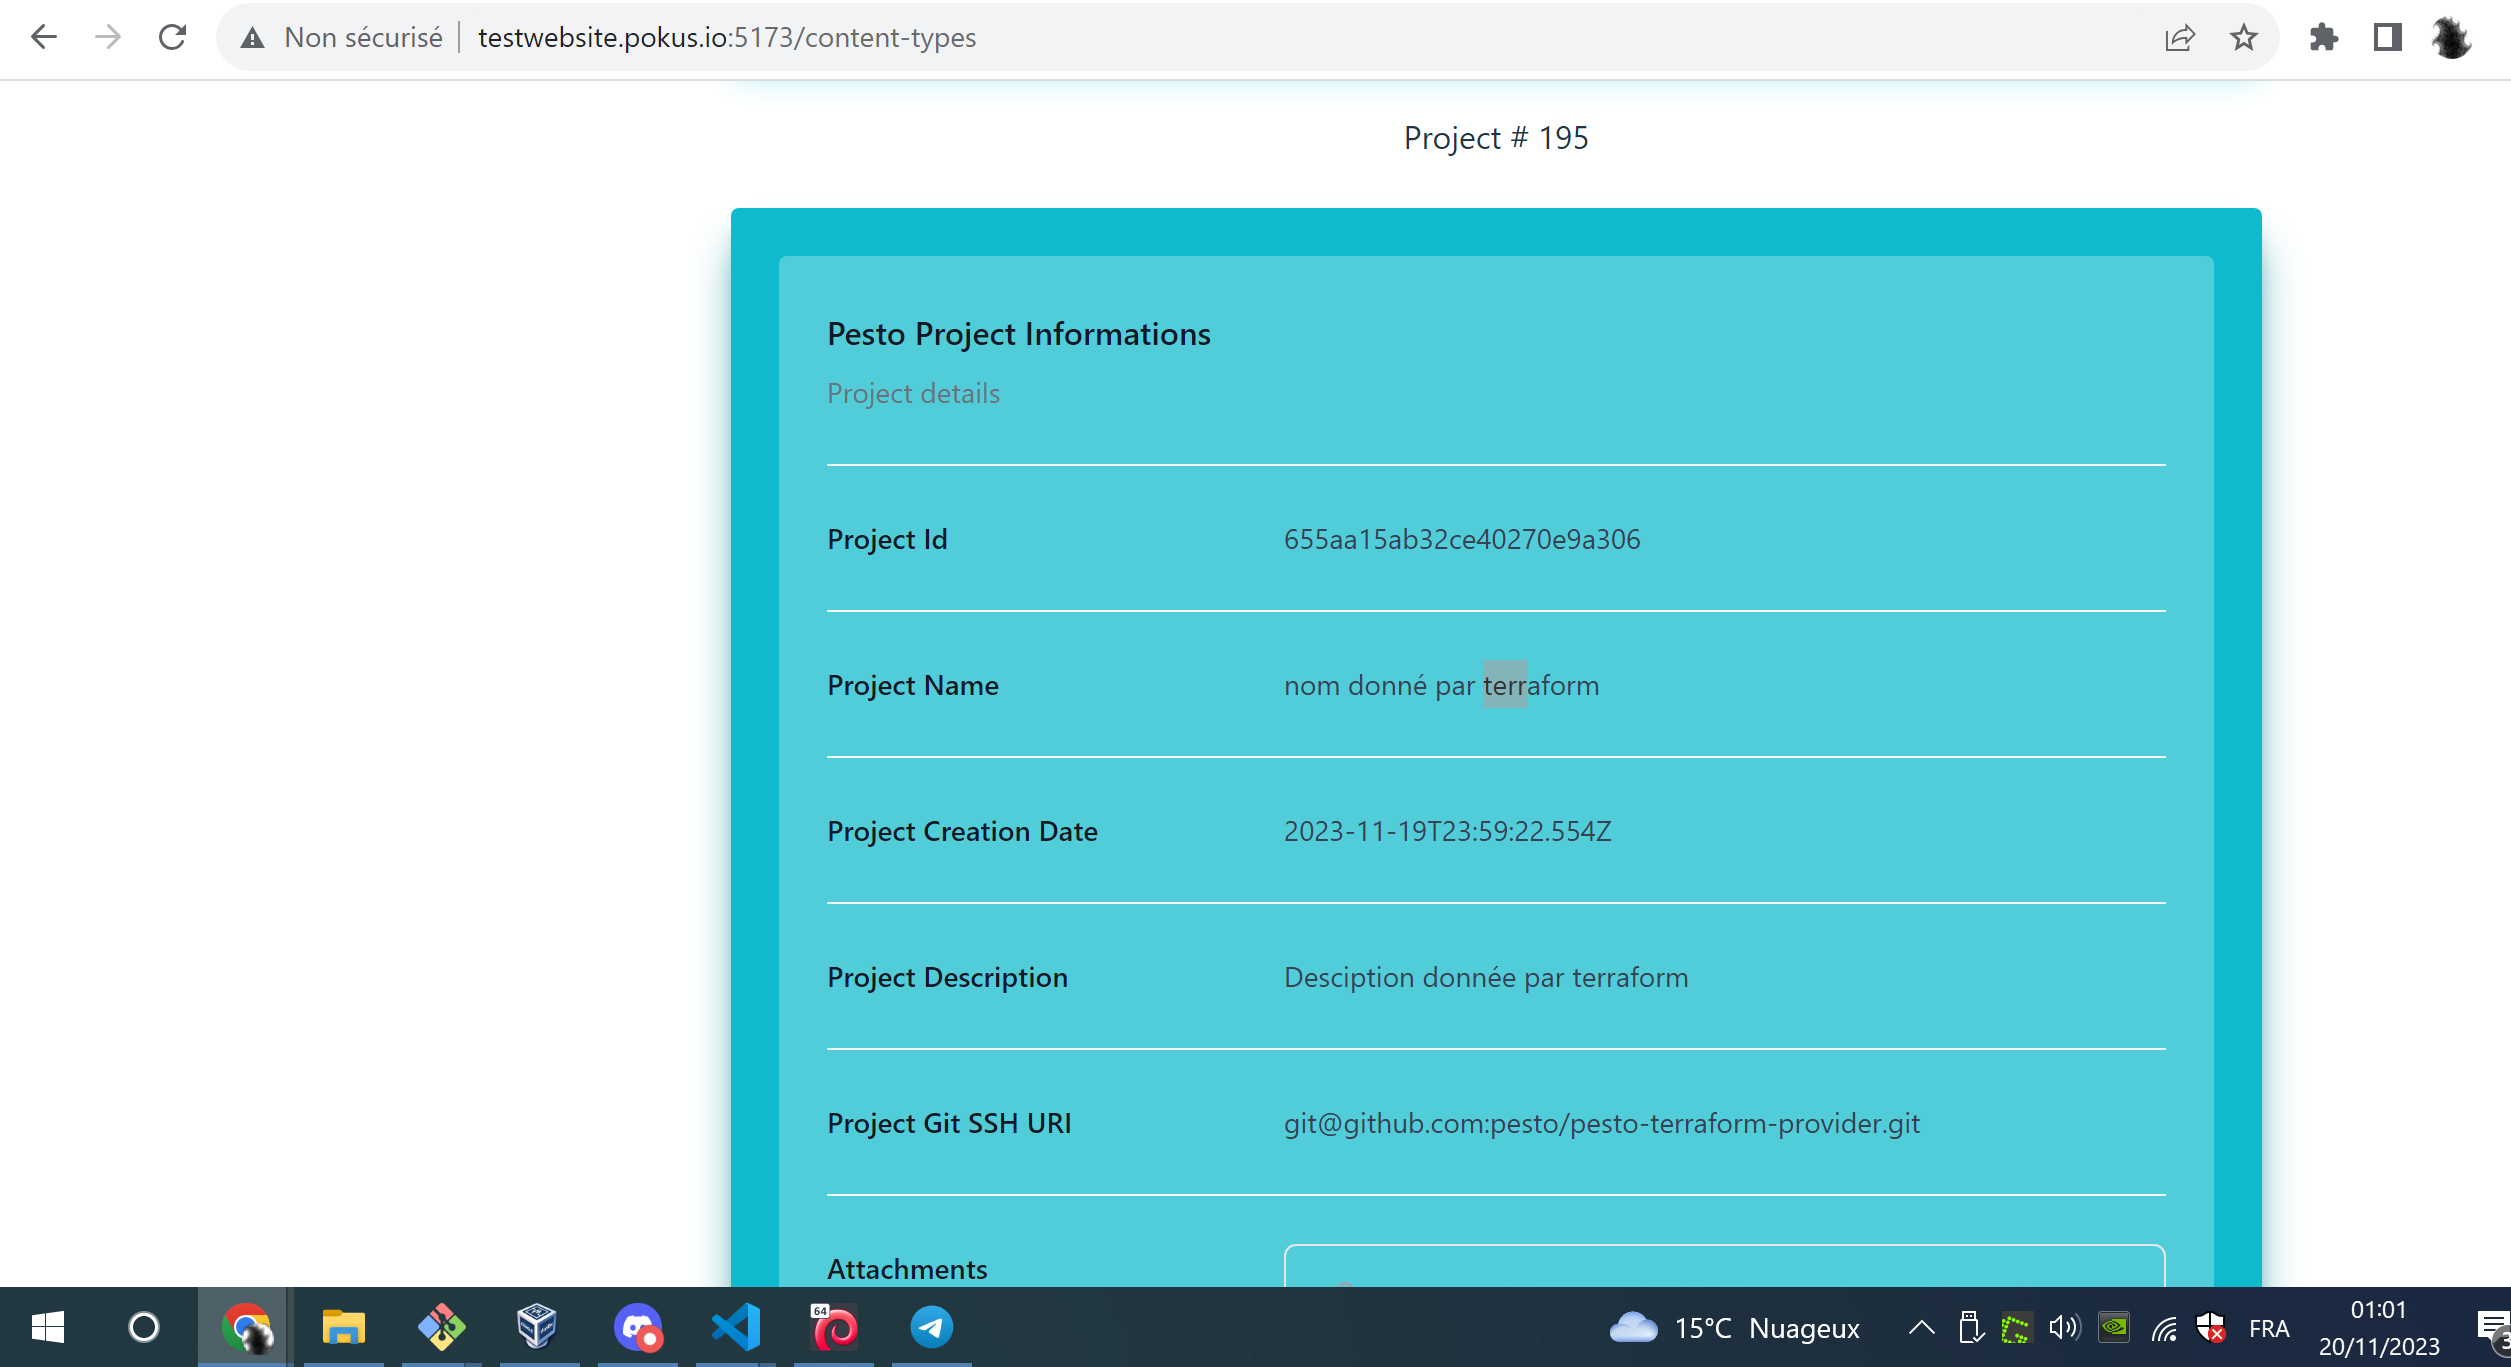 Non sécurisé testwebsite.pokus.io:5173/content-types
Project # 195
Pesto Project Informations
Project details
Project Id 655aa15ab32ce40270e9a306
Project Name nom donné par terraform
Project Creation Date 2023-11-19T23:59:22.554Z
Project Description Desciption donnée par terraform
Project Git SSH URI git@github.com:pesto/pesto-terraform-provider.git
Attachments
64
15°C Nuageux
FRA
01:01
20/11/2023